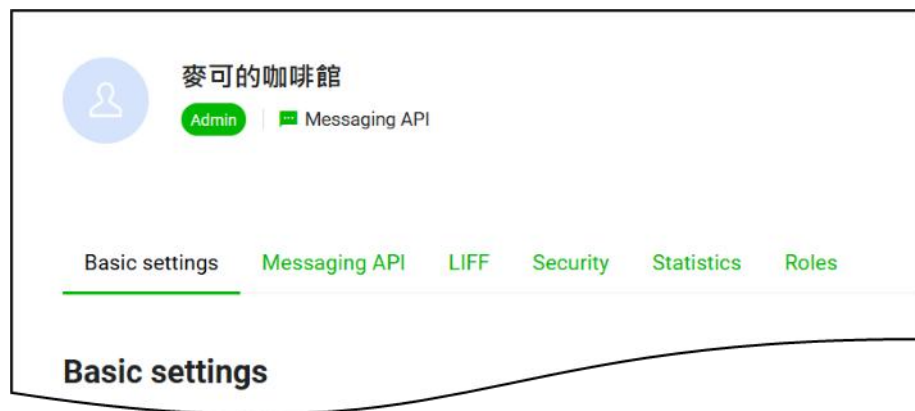 麥可的咖啡館
Admin Messaging API
Basic settings Messaging API LIFF Security Statistics Roles
Basic settings